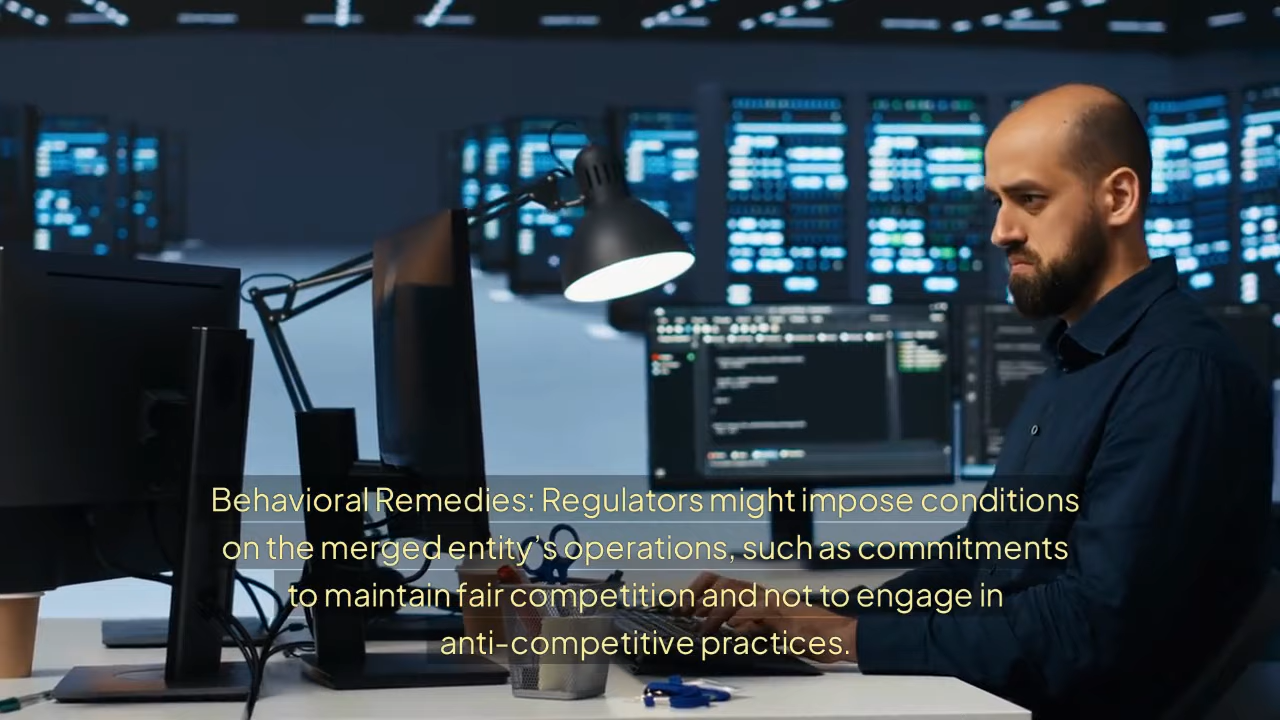 Behavioral Remedies: Regulators might impose conditions
on the merged entity’s operations, such as commitments
to maintain fair competition and not to engage in
anti-competitive practices.